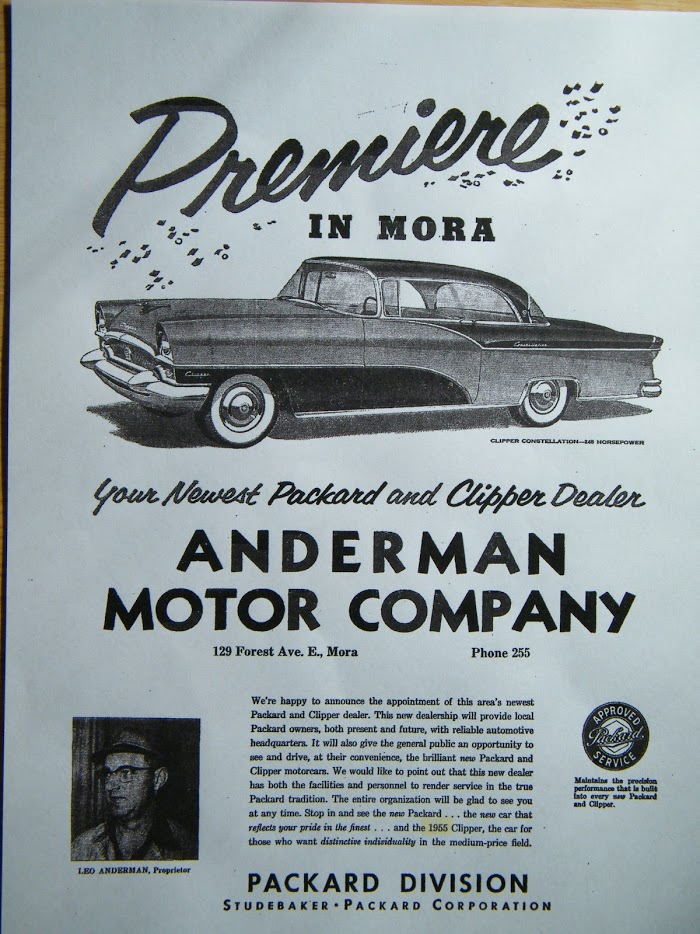 Premiere
IN MORA
Clipper
Constellation
CLIPPER CONSTELLATION—245 HORSEPOWER
Your Newest Packard and Clipper Dealer
ANDERMAN
MOTOR COMPANY
129 Forest Ave. E., Mora Phone 255
We're happy to announce the appointment of this area's newest
Packard and Clipper dealer. This new dealership will provide local
Packard owners, both present and future, with reliable automotive
headquarters. It will also give the general public an opportunity to
see and drive, at their convenience, the brilliant new Packard and
Clipper motorcars. We would like to point out that this new dealer
has both the facilities and personnel to render service in the true
Packard tradition. The entire organization will be glad to see you
at any time. Stop in and see the new Packard . . . the new car that
reflects your pride in the finest . . . and the 1955 Clipper, the car for
those who want distinctive individuality in the medium-price field.
APPROVED
Packard
SERVICE
Maintains the precision
performance that is built
into every new Packard
and Clipper.
LEO ANDERMAN, Proprietor
PACKARD DIVISION
STUDEBAKER • PACKARD CORPORATION